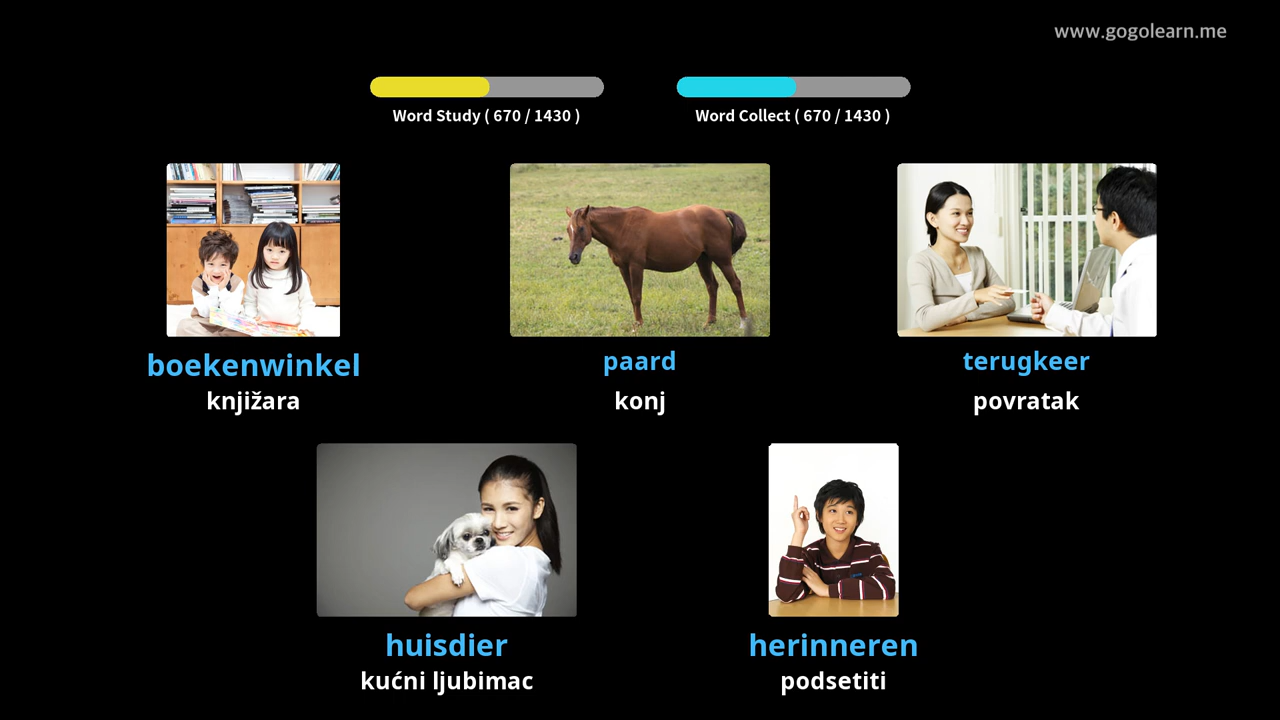 www.gogolearn.me
Word Study ( 670 / 1430 )
Word Collect ( 670 / 1430 )
boekenwinkel
knjižara
paard
konj
terugkeer
povratak
huisdier
kućni ljubimac
herinneren
podsetiti